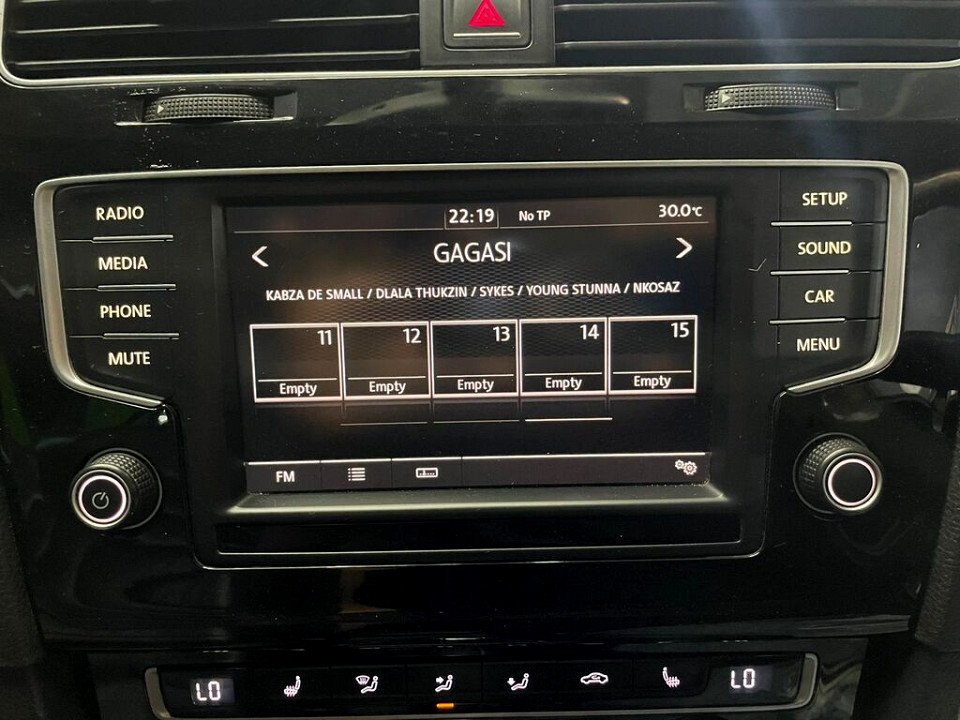 RADIO
MEDIA
PHONE
MUTE
22:19 No TP 30.0°C
< GAGASI >
KABZA DE SMALL / DLALA THUKZIN / SYKES / YOUNG STUNNA / NKOSAZ
11 12 13 14 15
Empty Empty Empty Empty Empty
FM
SETUP
SOUND
CAR
MENU
LO LO